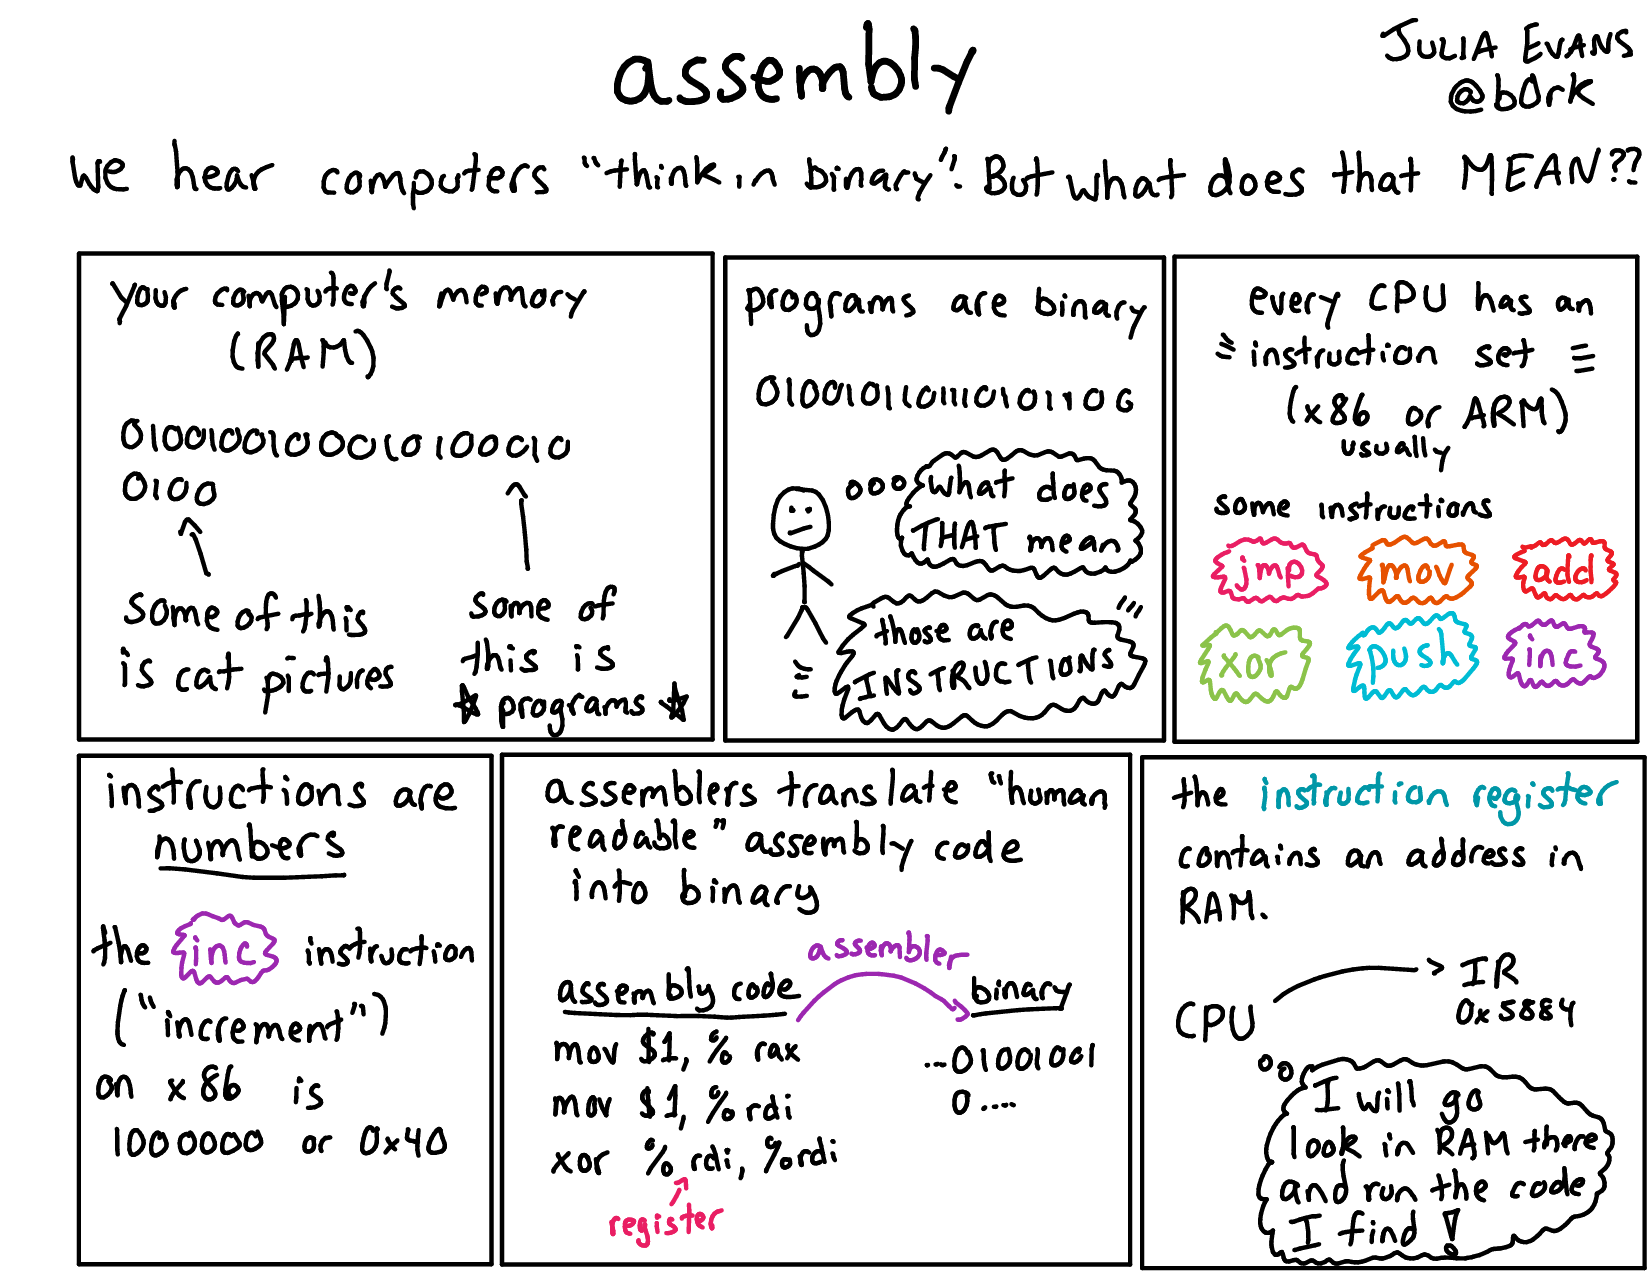 assembly
JULIA EVANS
@b0rk
we hear computers "think in binary". But what does that MEAN??
your computer's memory
(RAM)
01001001000010100010
0100
some of this
is cat pictures
some of
this is
☆ programs ☆
programs are binary
01001011011110101100
what does
THAT mean
those are
INSTRUCTIONS
every CPU has an
instruction set
(x86 or ARM)
usually
some instructions
jmp mov add
xor push inc
instructions are
numbers
the inc instruction
("increment")
on x86 is
1000000 or 0x40
assemblers translate "human
readable" assembly code
into binary
assembler
assembly code
binary
mov $1, % rax
mov $1, % rdi
xor % rdi, % rdi
register
...01001001
0....
the instruction register
contains an address in
RAM.
CPU
IR
0x5884
I will go
look in RAM there
and run the code
I find!